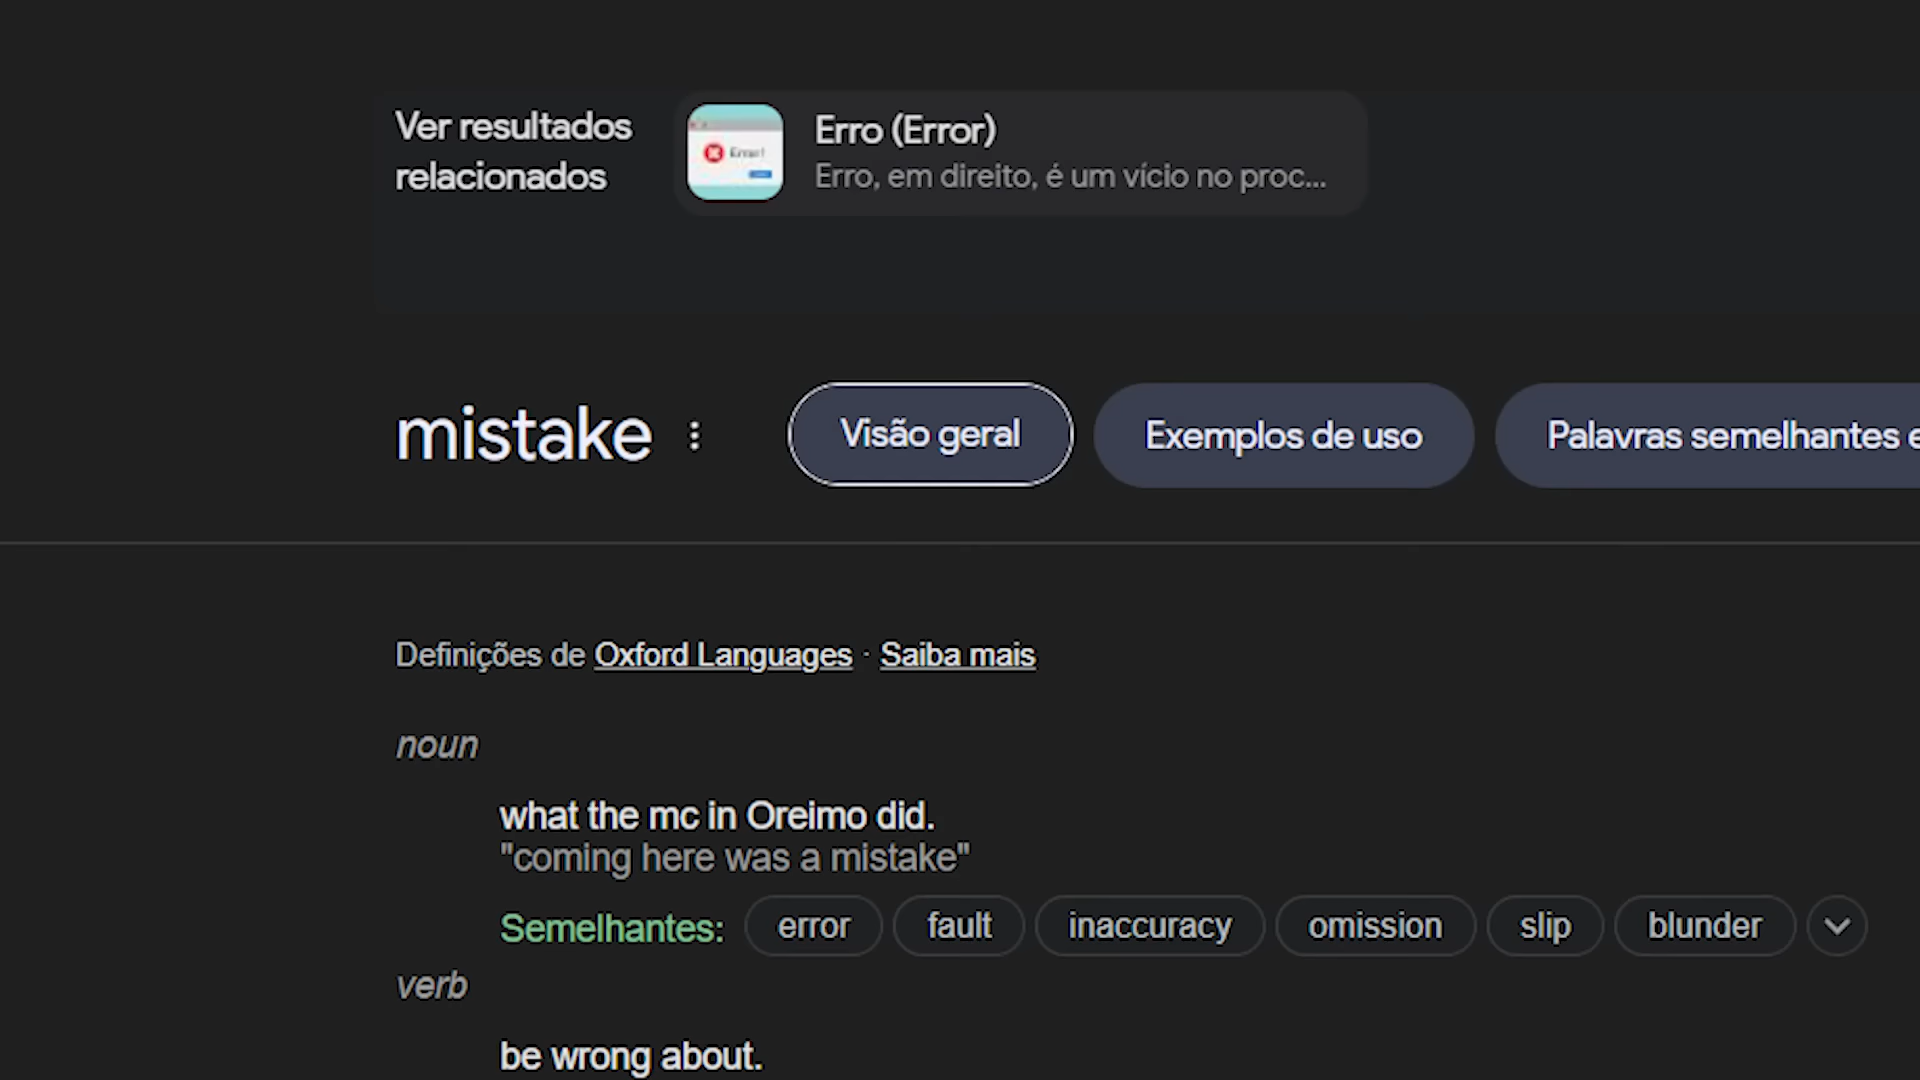 Ver resultados
relacionados
Error!
Erro (Error)
Erro, em direito, é um vício no proc...
mistake
Visão geral
Exemplos de uso
Palavras semelhantes e
Definições de Oxford Languages · Saiba mais
noun
what the mc in Oreimo did.
"coming here was a mistake"
Semelhantes: error fault inaccuracy omission slip blunder
verb
be wrong about.